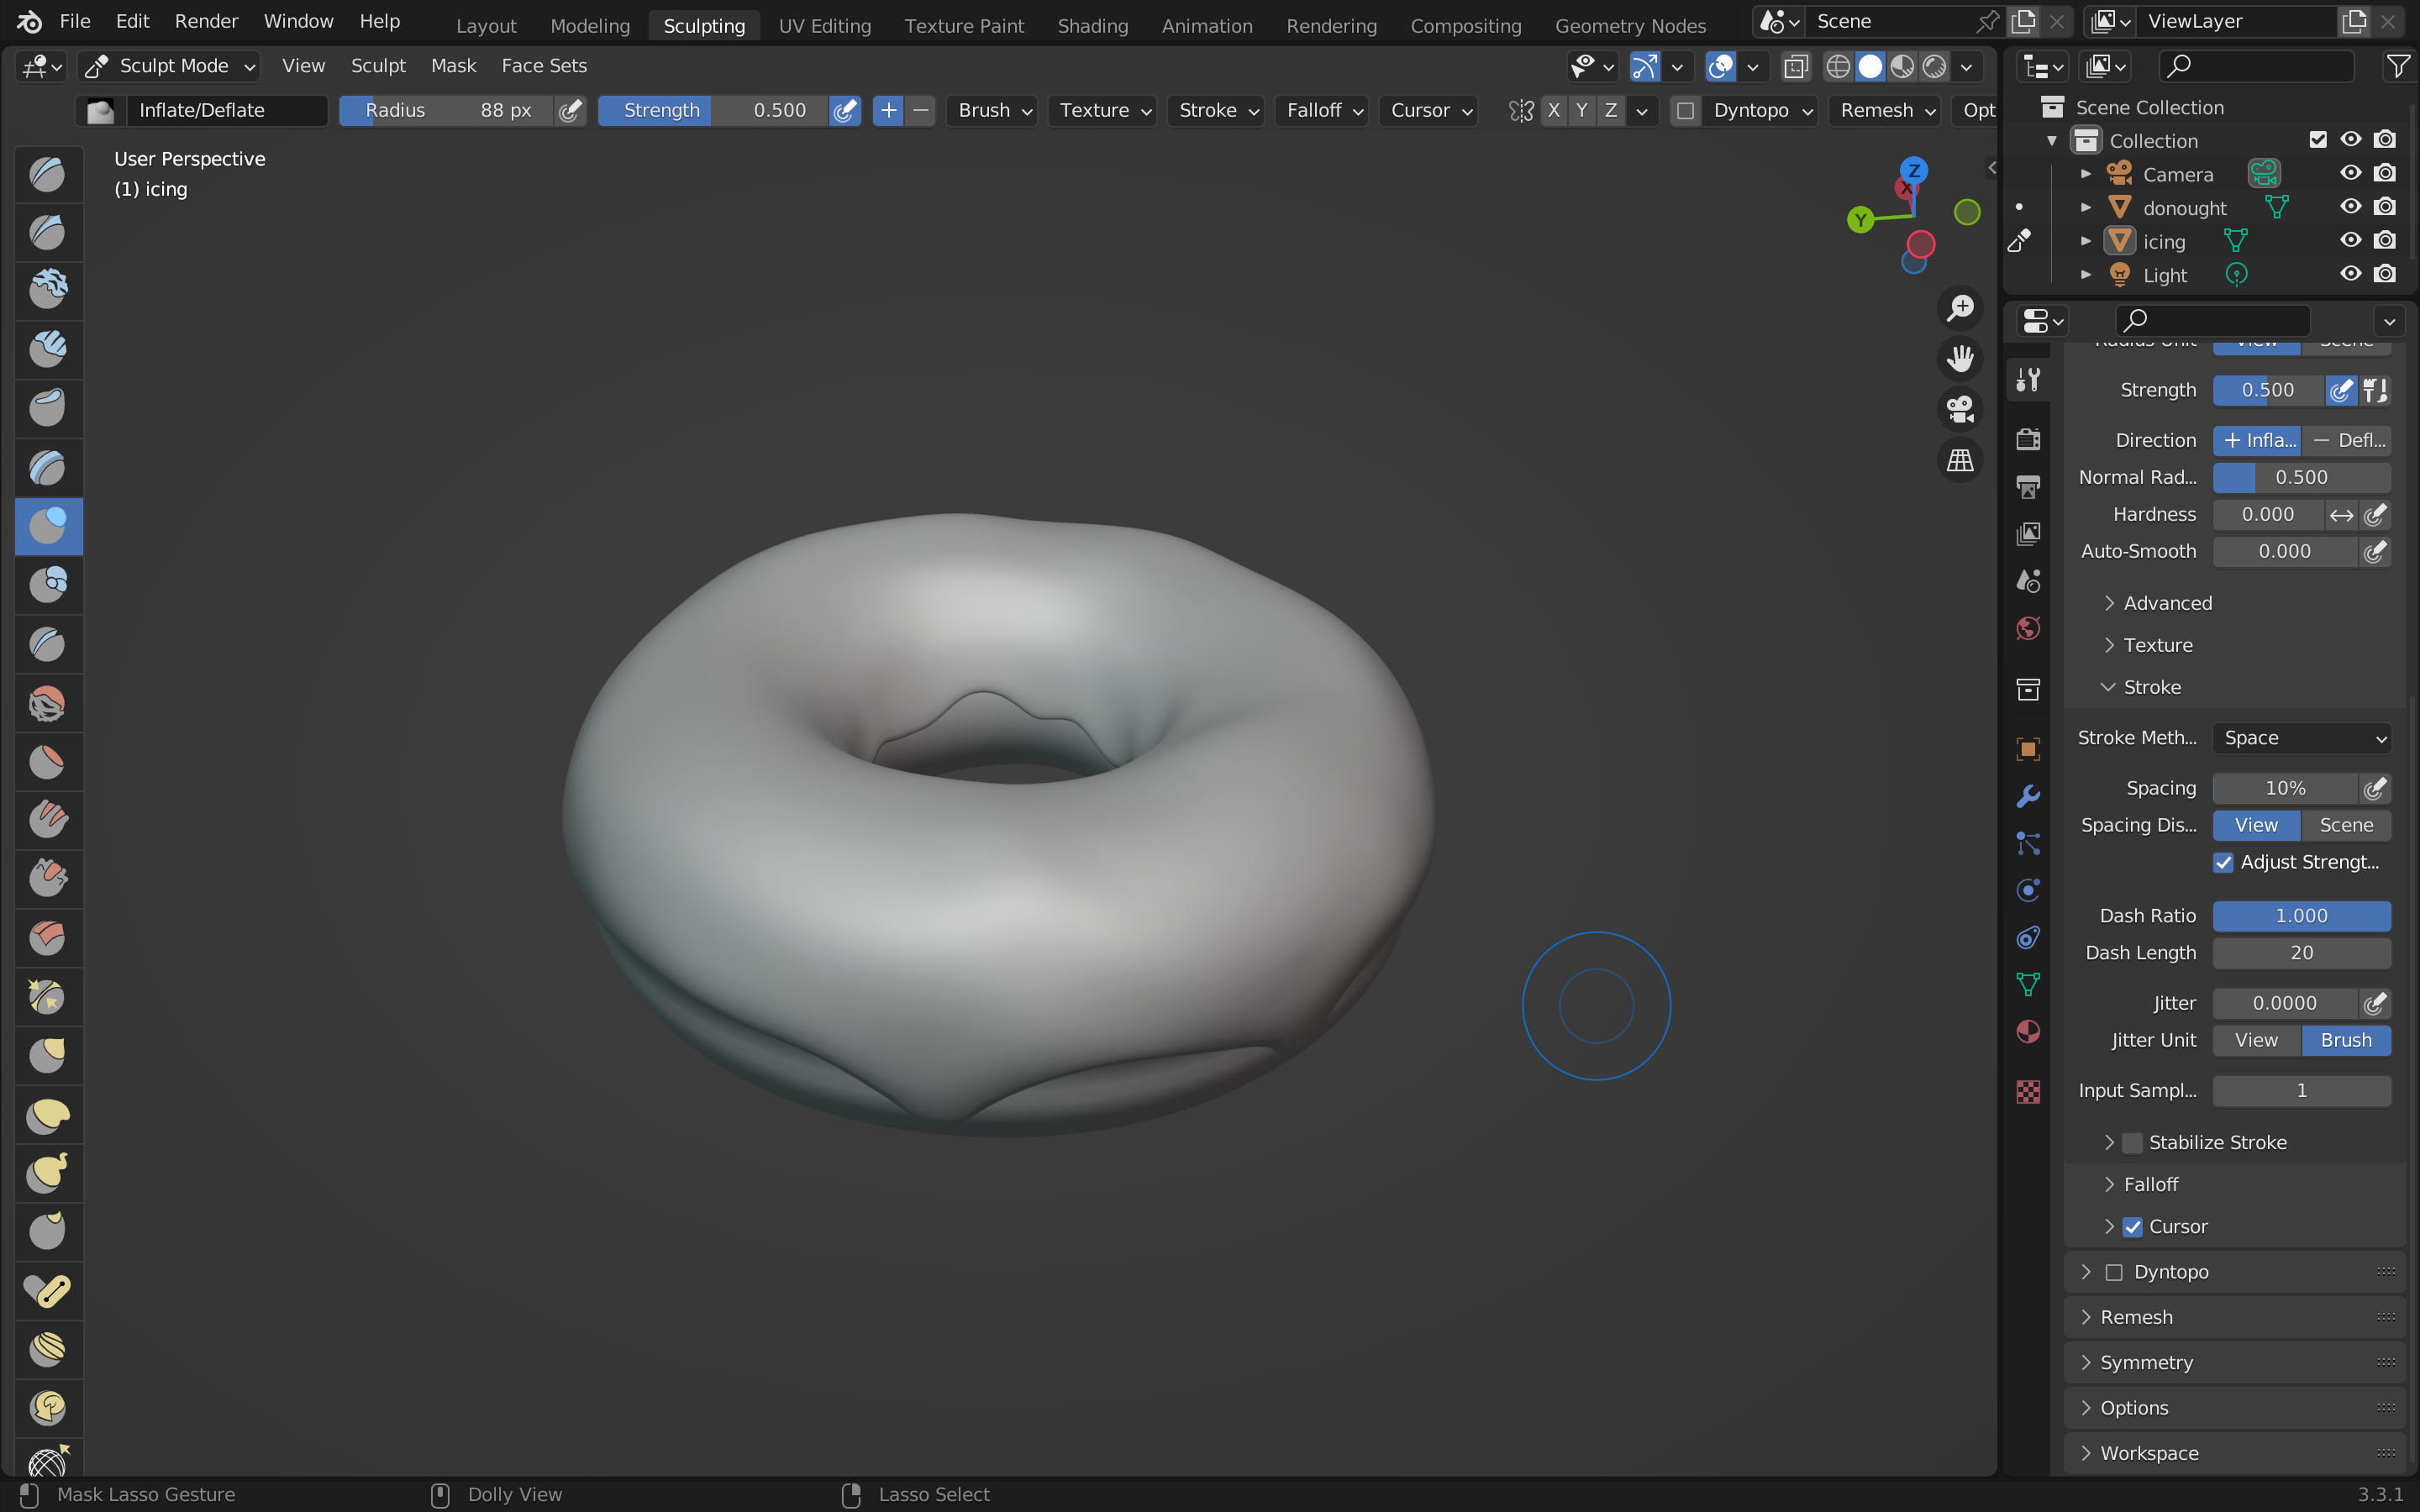 File Edit Render Window Help Layout Modeling Sculpting UV Editing Texture Paint Shading Animation Rendering Compositing Geometry Nodes Scene ViewLayer
Sculpt Mode View Sculpt Mask Face Sets
Inflate/Deflate Radius 88 px Strength 0.500 + − Brush Texture Stroke Falloff Cursor X Y Z Dyntopo Remesh Opt
User Perspective
(1) icing
Z
X
Y
Scene Collection
Collection
Camera
donought
icing
Light
Radius Unit View Scene
Strength 0.500
Direction + Infla... − Defl...
Normal Rad... 0.500
Hardness 0.000
Auto-Smooth 0.000
Advanced
Texture
Stroke
Stroke Meth... Space
Spacing 10%
Spacing Dis... View Scene
Adjust Strengt...
Dash Ratio 1.000
Dash Length 20
Jitter 0.0000
Jitter Unit View Brush
Input Sampl... 1
Stabilize Stroke
Falloff
Cursor
Dyntopo
Remesh
Symmetry
Options
Workspace
Mask Lasso Gesture Dolly View Lasso Select 3.3.1